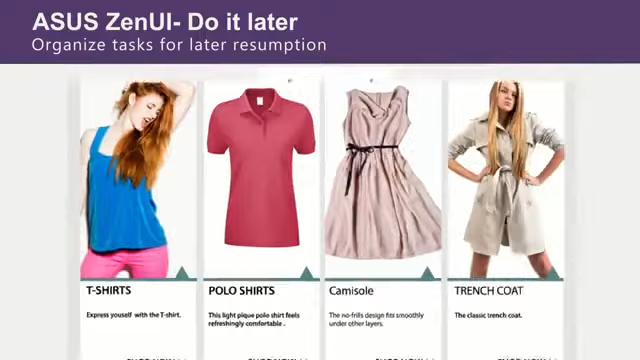 ASUS ZenUI- Do it later
Organize tasks for later resumption
T-SHIRTS
POLO SHIRTS
Camisole
TRENCH COAT
Express youself with the T-shirt.
This light pique polo shirt feels
refreshingly comfortable .
The no-frills design fits smoothly
under other layers.
The classic trench coat.